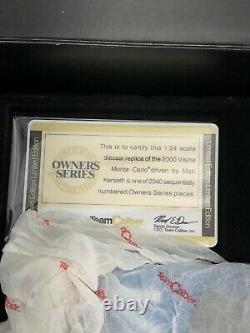 OWNERS
SERIES
This is to certify this 1:24 scale
diecast replica of the 2000 Visine
Monte Carlo® driven by Matt
Kenseth is one of 2340 sequentially
numbered Owners Series pieces.
Limited Edition Limited Edition
Limited Edition Limited Edition
TeamCaliber
CEO, Team Caliber, Inc.
TeamCaliber